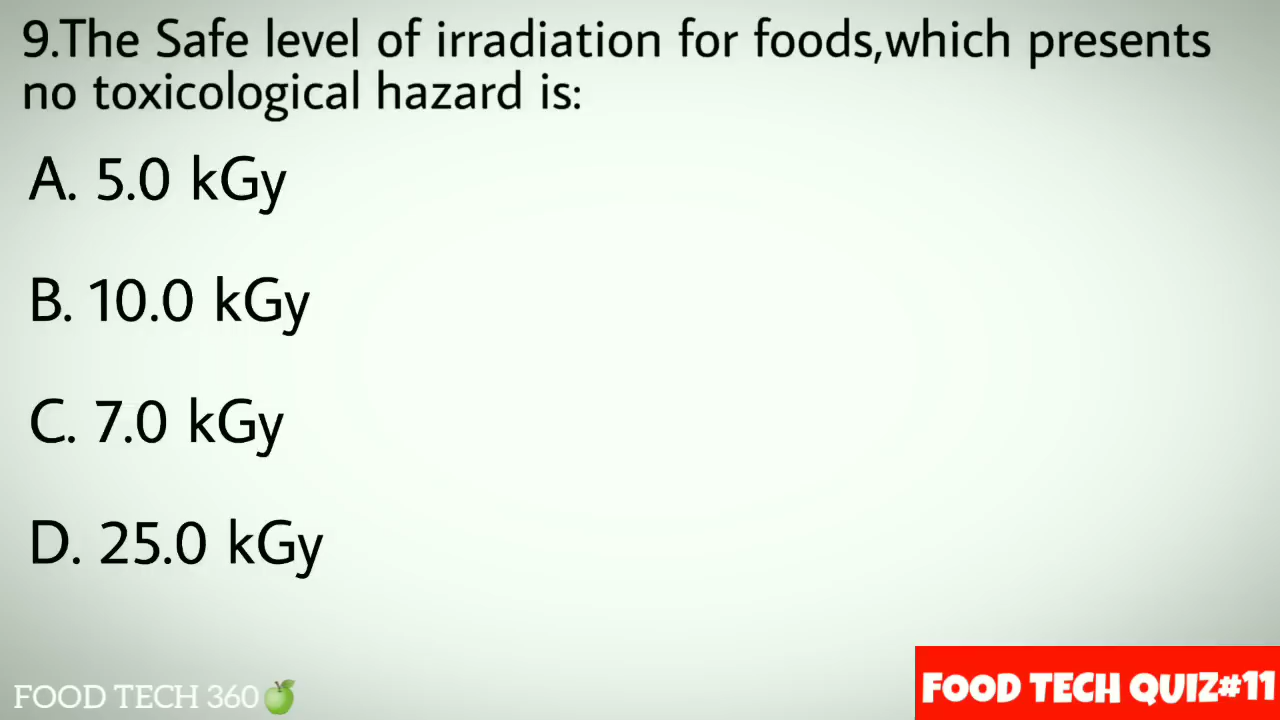 9.The Safe level of irradiation for foods,which presents
no toxicological hazard is:
A. 5.0 kGy
B. 10.0 kGy
C. 7.0 kGy
D. 25.0 kGy
FOOD TECH 360
FOOD TECH QUIZ#11